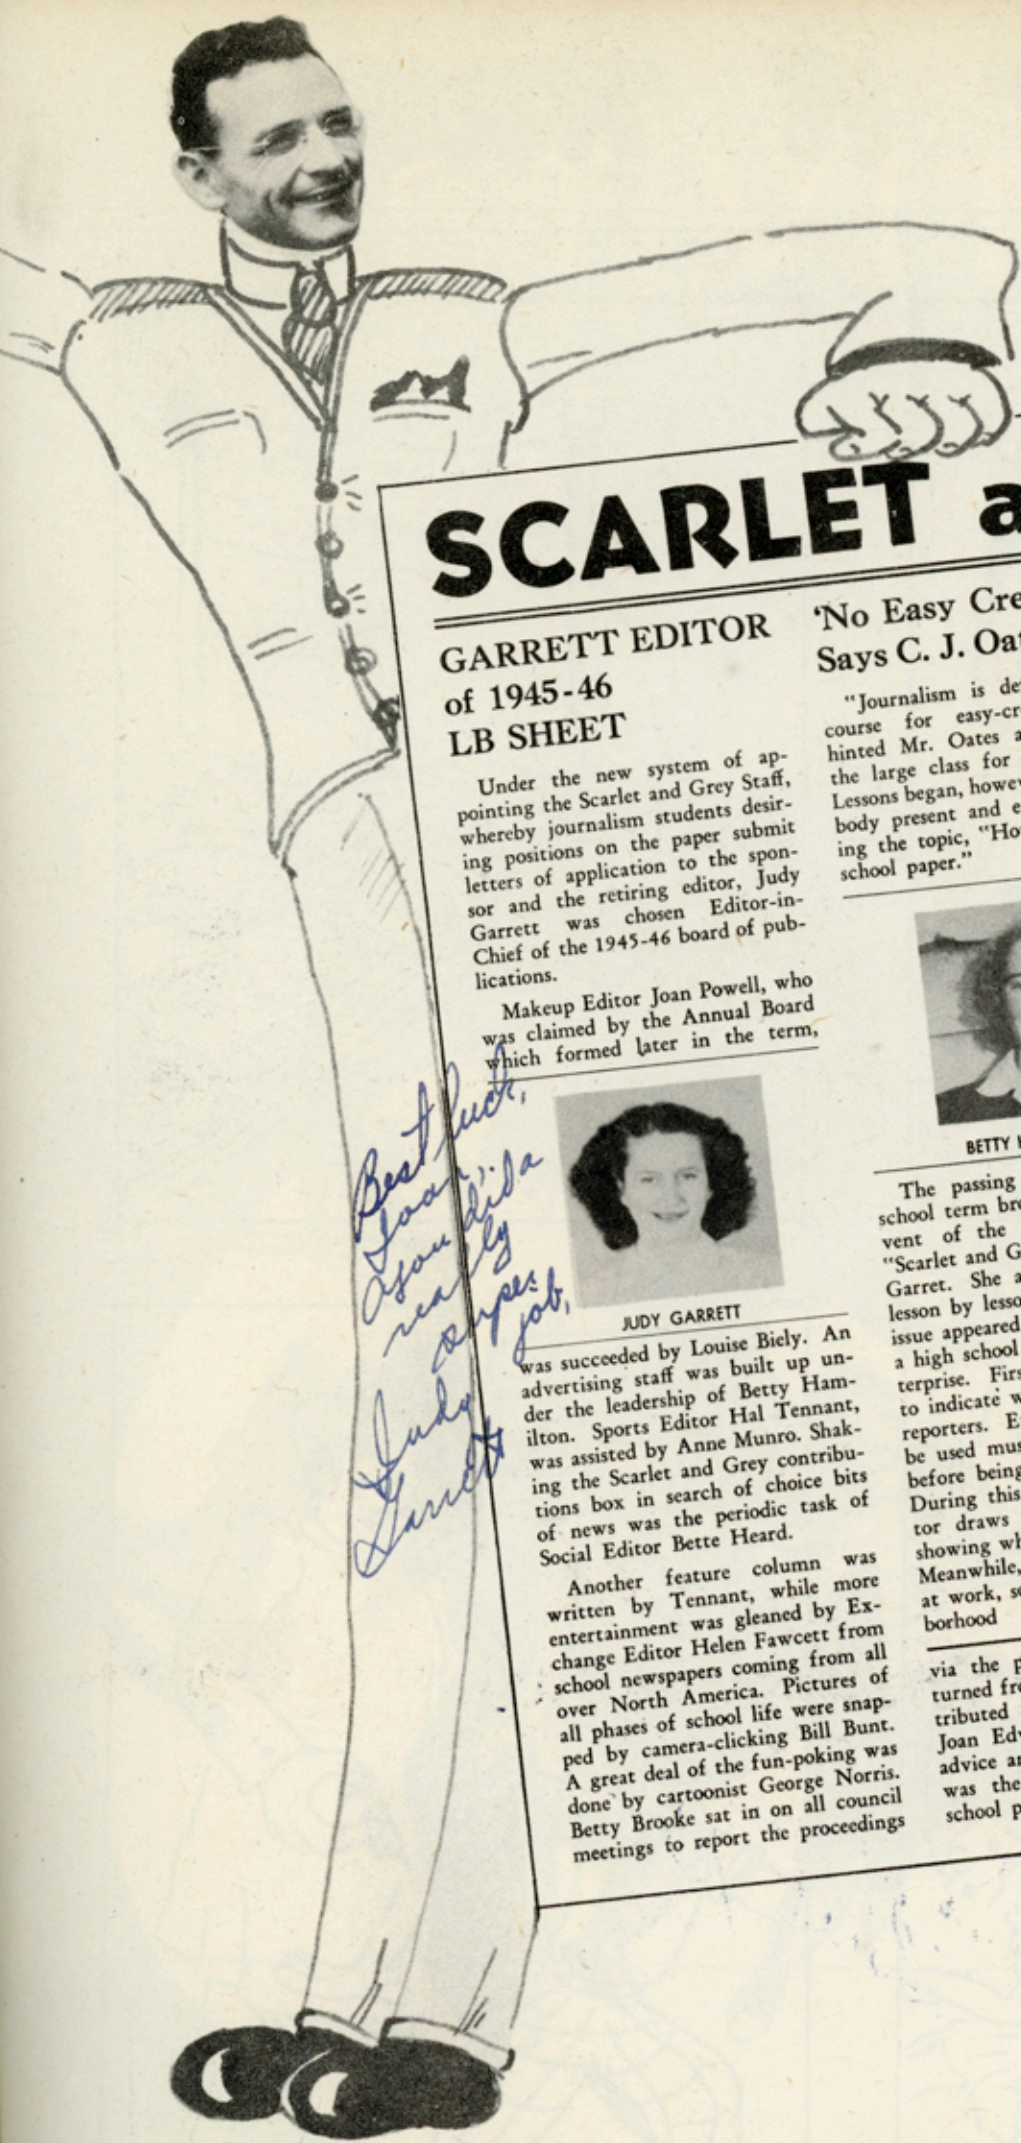 SCARLET a
GARRETT EDITOR
of 1945-46
LB SHEET
Under the new system of ap-
pointing the Scarlet and Grey Staff,
whereby journalism students desir-
ing positions on the paper submit
letters of application to the spon-
sor and the retiring editor, Judy
Garrett was chosen Editor-in-
Chief of the 1945-46 board of pub-
lications.
Makeup Editor Joan Powell, who
was claimed by the Annual Board
which formed later in the term,
JUDY GARRETT
was succeeded by Louise Biely. An
advertising staff was built up un-
der the leadership of Betty Ham-
ilton. Sports Editor Hal Tennant,
was assisted by Anne Munro. Shak-
ing the Scarlet and Grey contribu-
tions box in search of choice bits
of news was the periodic task of
Social Editor Bette Heard.
Another feature column was
written by Tennant, while more
entertainment was gleaned by Ex-
change Editor Helen Fawcett from
school newspapers coming from all
over North America. Pictures of
all phases of school life were snap-
ped by camera-clicking Bill Bunt.
A great deal of the fun-poking was
done by cartoonist George Norris.
Betty Brooke sat in on all council
meetings to report the proceedings
'No Easy Cre
Says C. J. Oat
"Journalism is de
course for easy-cr
hinted Mr. Oates a
the large class for
Lessons began, howev
body present and e
ing the topic, "Ho
school paper."
BETTY
The passing
school term bro
vent of the
"Scarlet and G
Garret. She a
lesson by lesso
issue appeared
a high school
terprise. Firs
to indicate w
reporters. E
be used mus
before being
During this
tor draws
showing wh
Meanwhile,
at work, so
borhood
via the p
turned fro
tributed
Joan Edw
advice an
was the
school p
Best luck,
Joan,
you did a
really
super
job,
Judy
Garrett